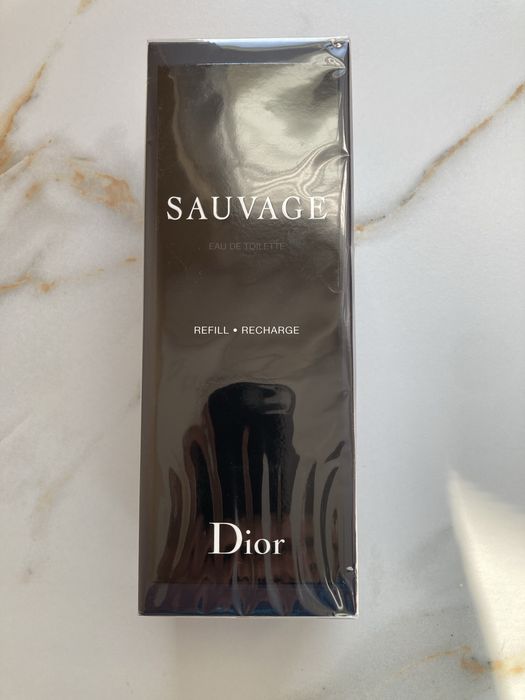 SAUVAGE
EAU DE TOILETTE
REFILL • RECHARGE
Dior